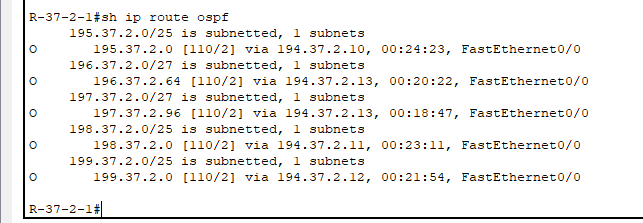 R-37-2-1#sh ip route ospf
     195.37.2.0/25 is subnetted, 1 subnets
O       195.37.2.0 [110/2] via 194.37.2.10, 00:24:23, FastEthernet0/0
     196.37.2.0/27 is subnetted, 1 subnets
O       196.37.2.64 [110/2] via 194.37.2.13, 00:20:22, FastEthernet0/0
     197.37.2.0/27 is subnetted, 1 subnets
O       197.37.2.96 [110/2] via 194.37.2.13, 00:18:47, FastEthernet0/0
     198.37.2.0/25 is subnetted, 1 subnets
O       198.37.2.0 [110/2] via 194.37.2.11, 00:23:11, FastEthernet0/0
     199.37.2.0/25 is subnetted, 1 subnets
O       199.37.2.0 [110/2] via 194.37.2.12, 00:21:54, FastEthernet0/0
R-37-2-1#